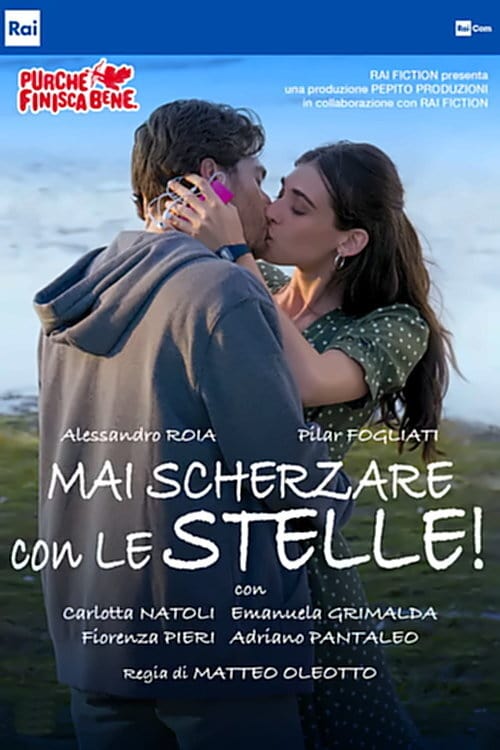 Rai
Rai Com
PURCHÉ
FINISCA BENE.
RAI FICTION presenta
una produzione PEPITO PRODUZIONI
in collaborazione con RAI FICTION
Alessandro ROIA Pilar FOGLIATI
MAI SCHERZARE
CON LE STELLE!
con
Carlotta NATOLI Emanuela GRIMALDA
Fiorenza PIERI Adriano PANTALEO
Regia di MATTEO OLEOTTO